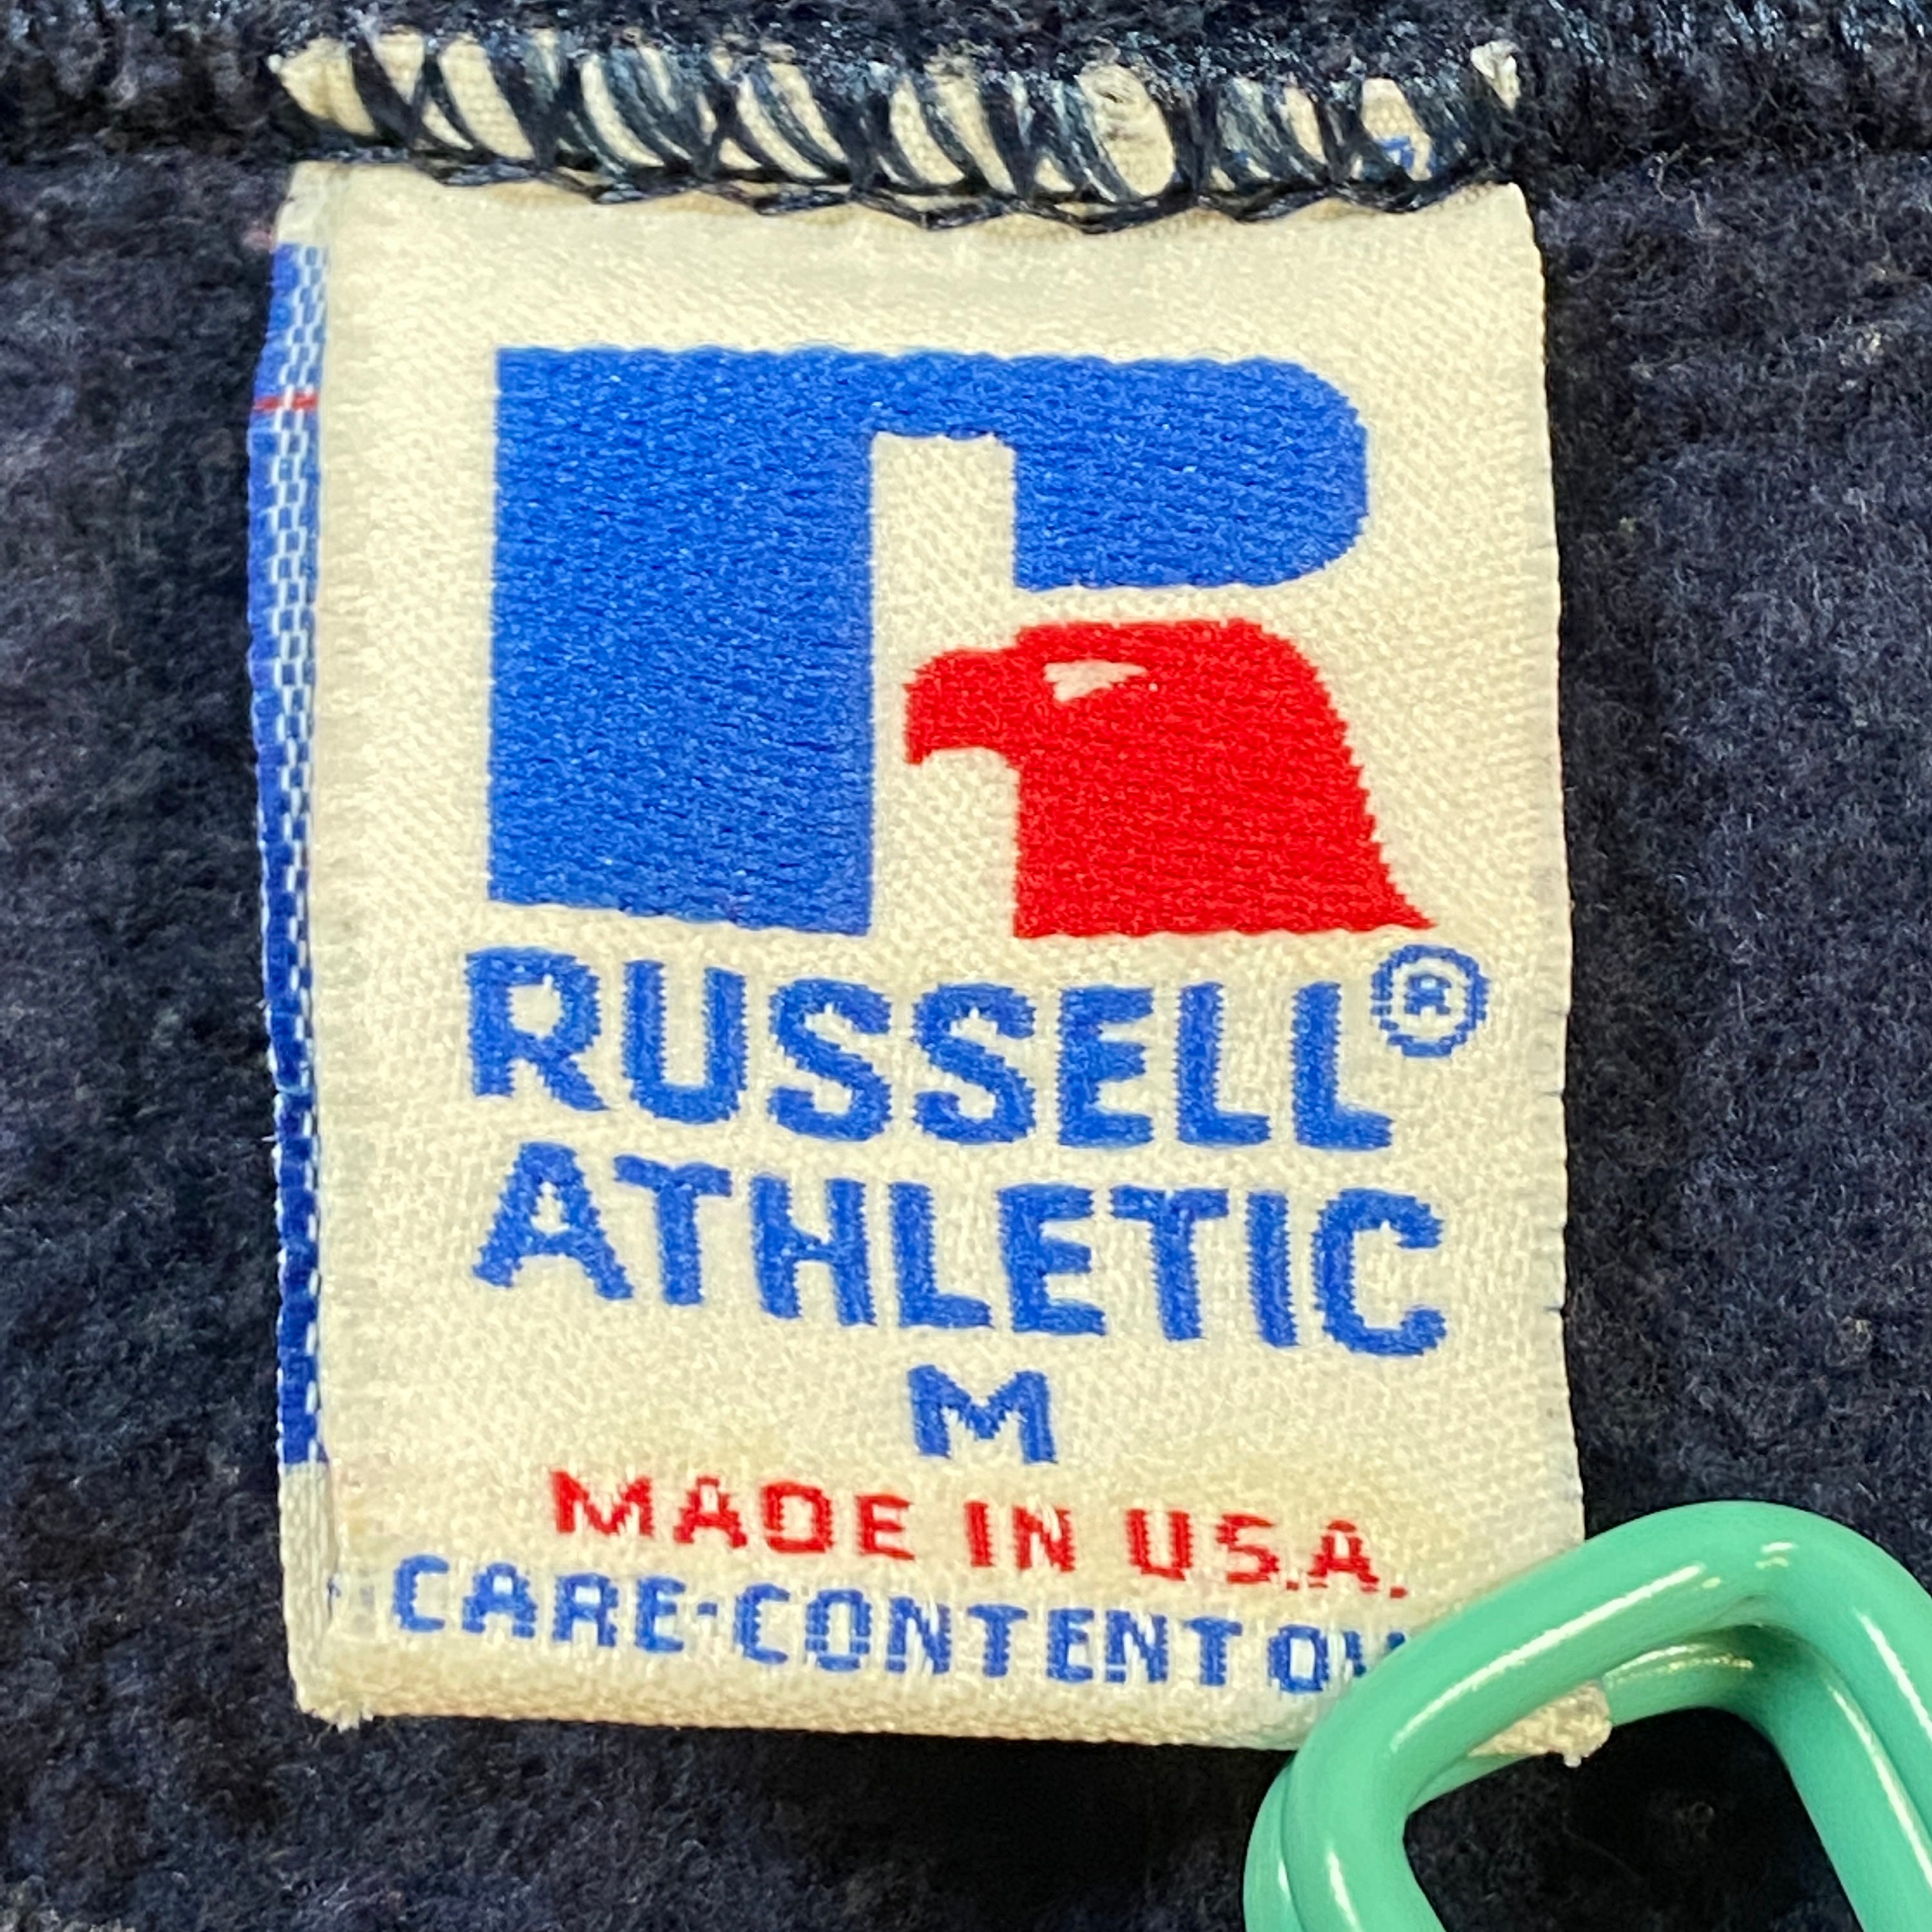 RUSSELL®
ATHLETIC
M
MADE IN U.S.A.
CARE·CONTENT